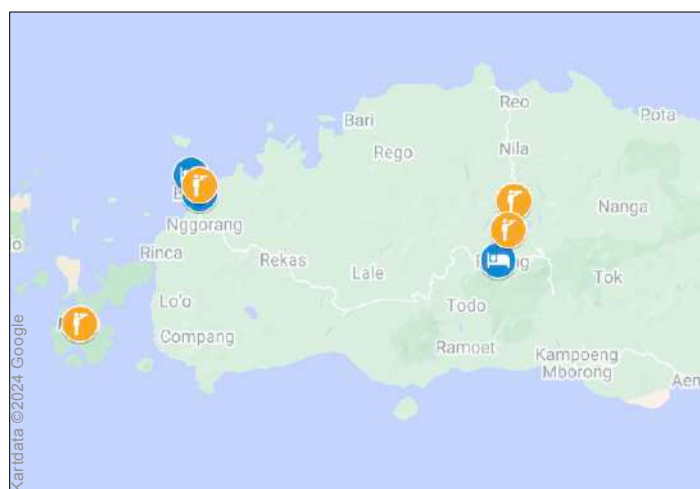 Reo
Pota
Bari
Nila
Rego
Nanga
Nggorang
Rinca
Rekas
Lale
Tok
Lo'o
Todo
Compang
Ramoet
Kampoeng
Mborong
Kartdata ©2024 Google